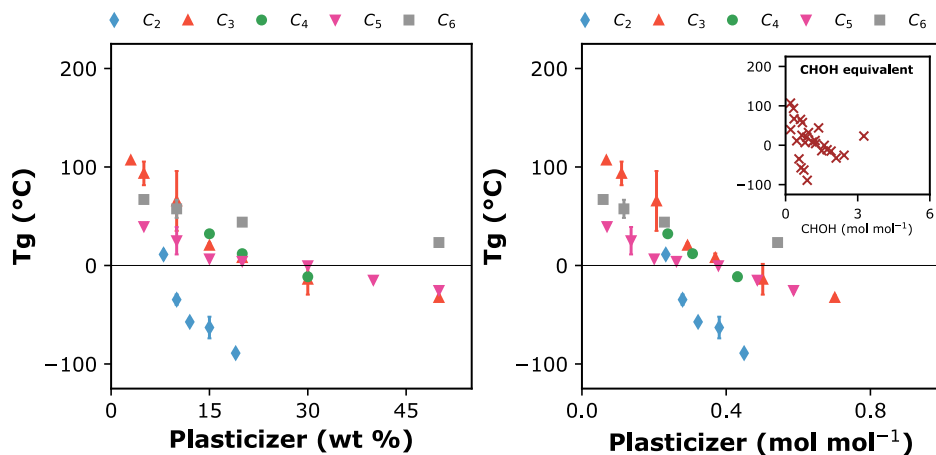 C₂ C₃ C₄ C₅ C₆
200
100
0
−100
0 15 30 45
Tg (°C)
Plasticizer (wt %)
C₂ C₃ C₄ C₅ C₆
200
100
0
−100
0.0 0.4 0.8
Tg (°C)
Plasticizer (mol mol⁻¹)
CHOH equivalent
200
100
0
−100
0 3 6
CHOH (mol mol⁻¹)